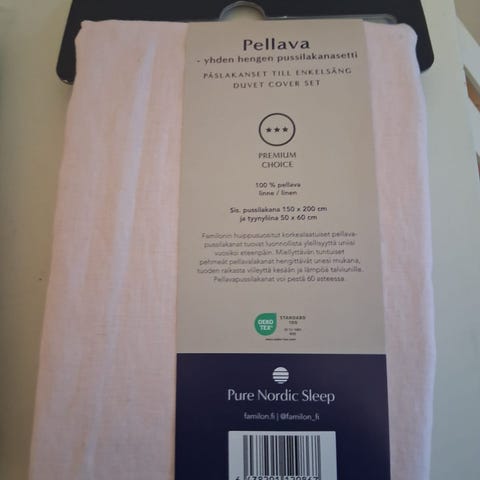 Pellava
- yhden hengen pussilakanasetti
PÅSLAKANSET TILL ENKELSÄNG
DUVET COVER SET
PREMIUM
CHOICE
100 % pellava
linne / linen
Sis. pussilakana 150 x 200 cm
ja tyynyliina 50 x 60 cm
Familonin huippusuositut korkealaatuiset pellava-
pussilakanat tuovat luonnollista ylellisyyttä uniisi
vuosiksi eteenpäin. Miellyttävän tuntuiset
pehmeät pellavalakanat hengittävät unesi mukana,
tuoden raikasta viileyttä kesään ja lämpöä talviunille.
Pellavapussilakanat voi pestä 60 asteessa.
OEKO
TEX®
STANDARD
100
Pure Nordic Sleep
familon.fi | @familon_fi